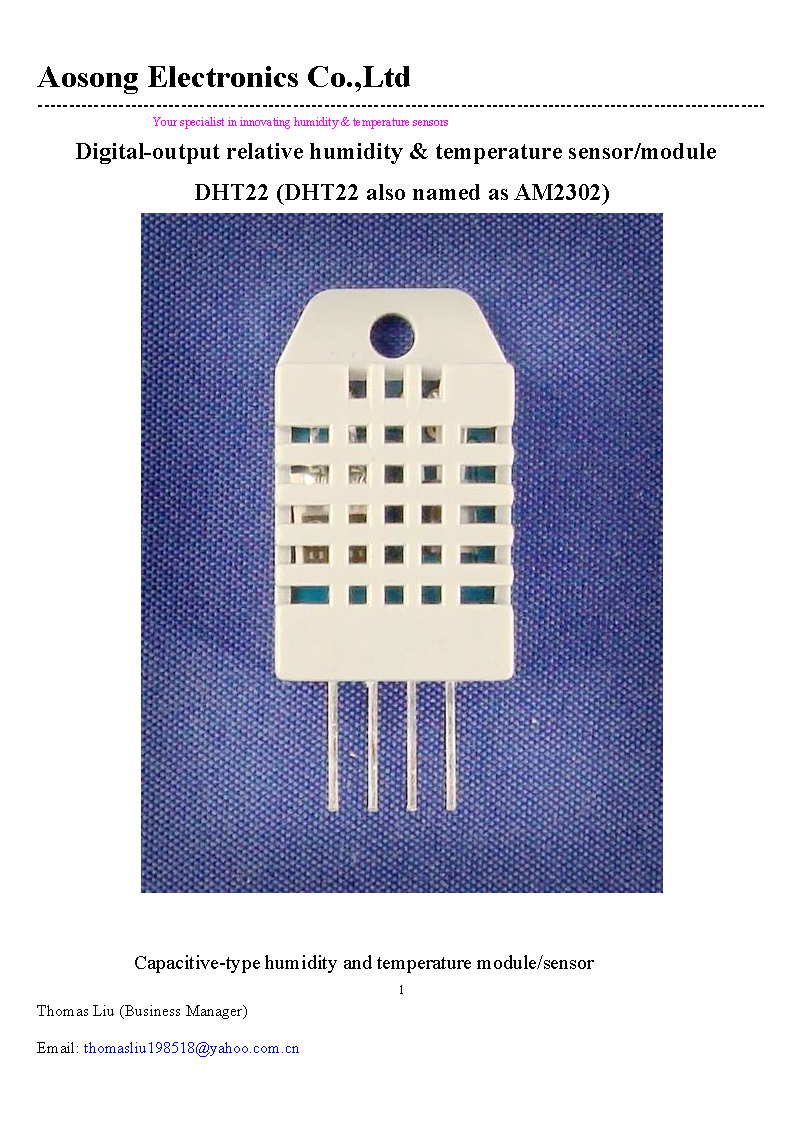 Aosong Electronics Co.,Ltd
Your specialist in innovating humidity & temperature sensors
Digital-output relative humidity & temperature sensor/module
DHT22 (DHT22 also named as AM2302)
Capacitive-type humidity and temperature module/sensor
1
Thomas Liu (Business Manager)
Email: thomasliu198518@yahoo.com.cn